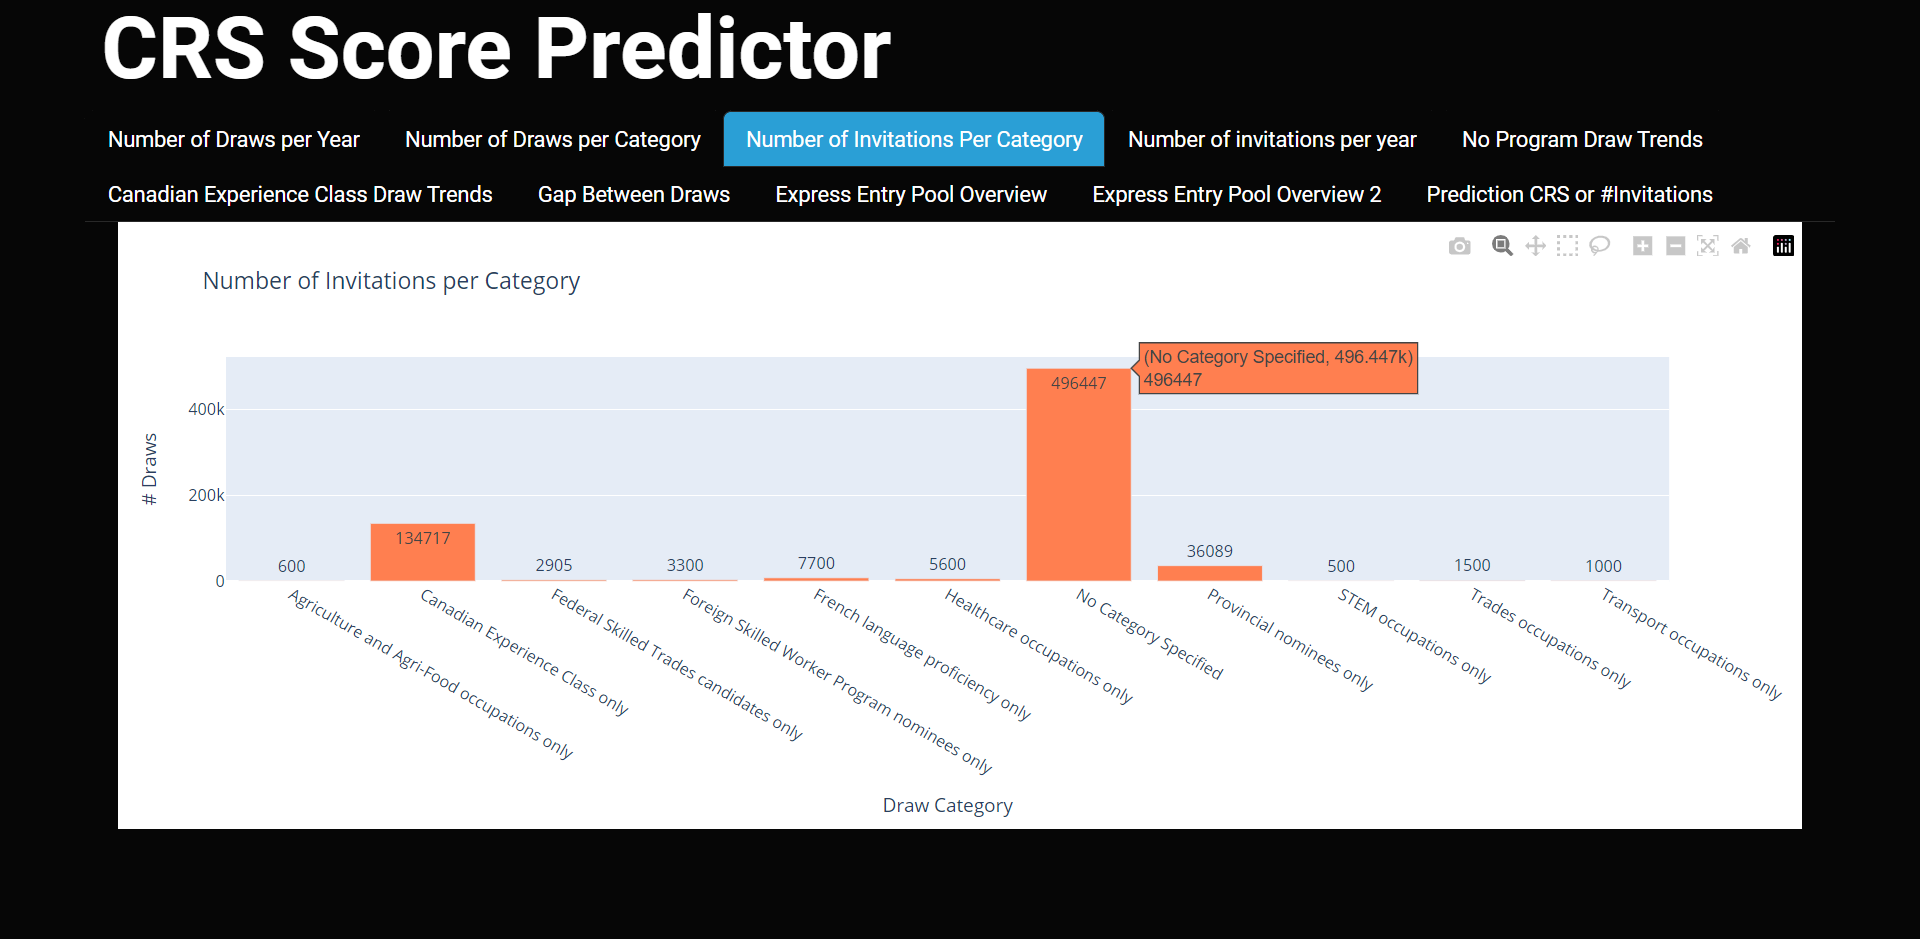 CRS Score Predictor
Number of Draws per Year
Number of Draws per Category
Number of Invitations Per Category
Number of invitations per year
No Program Draw Trends
Canadian Experience Class Draw Trends
Gap Between Draws
Express Entry Pool Overview
Express Entry Pool Overview 2
Prediction CRS or #Invitations
Number of Invitations per Category
(No Category Specified, 496.447k)
496447
# Draws
400k
200k
0
600
134717
2905
3300
7700
5600
496447
36089
500
1500
1000
Agriculture and Agri-Food occupations only
Canadian Experience Class only
Federal Skilled Trades candidates only
Foreign Skilled Worker Program nominees only
French language proficiency only
Healthcare occupations only
No Category Specified
Provincial nominees only
STEM occupations only
Trades occupations only
Transport occupations only
Draw Category